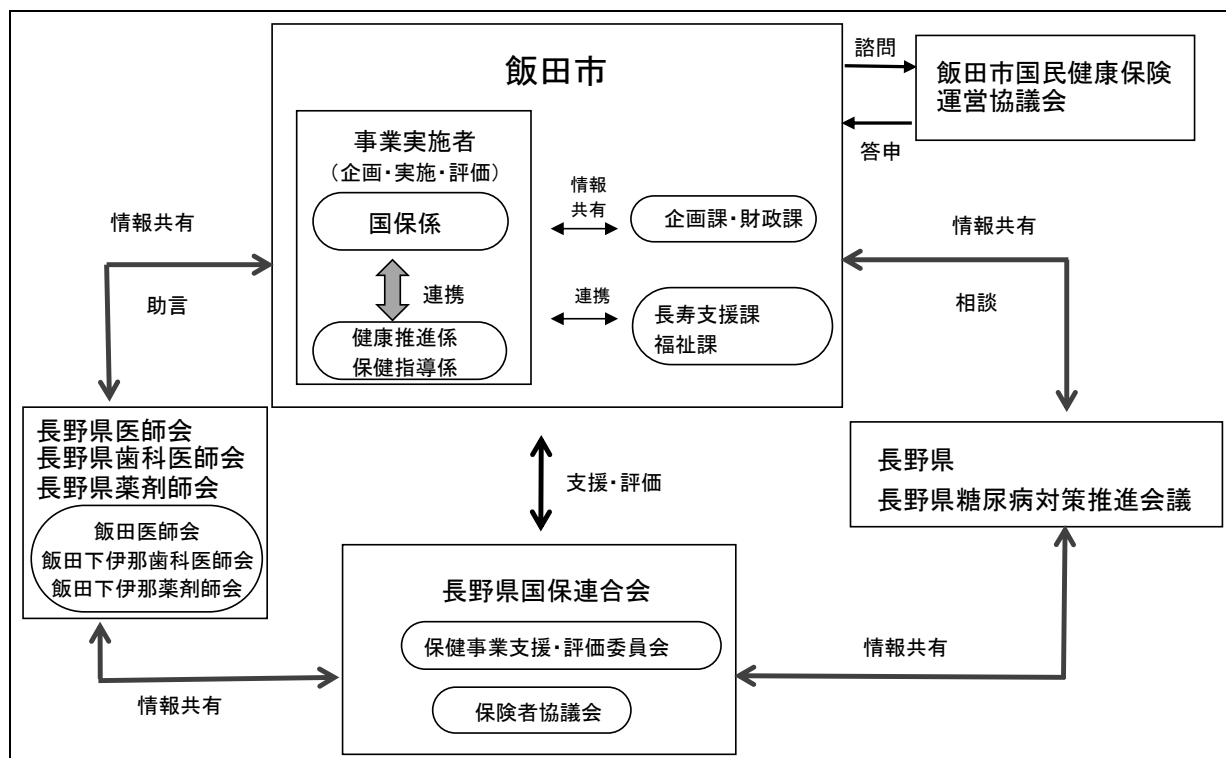 飯田市
諮問
飯田市国民健康保険
運営協議会
答申
事業実施者
（企画・実施・評価）
国保係
連携
健康推進係
保健指導係
情報
共有
企画課・財政課
連携
長寿支援課
福祉課
情報共有
助言
情報共有
相談
長野県医師会
長野県歯科医師会
長野県薬剤師会
飯田医師会
飯田下伊那歯科医師会
飯田下伊那薬剤師会
支援・評価
長野県
長野県糖尿病対策推進会議
長野県国保連合会
保健事業支援・評価委員会
保険者協議会
情報共有
情報共有